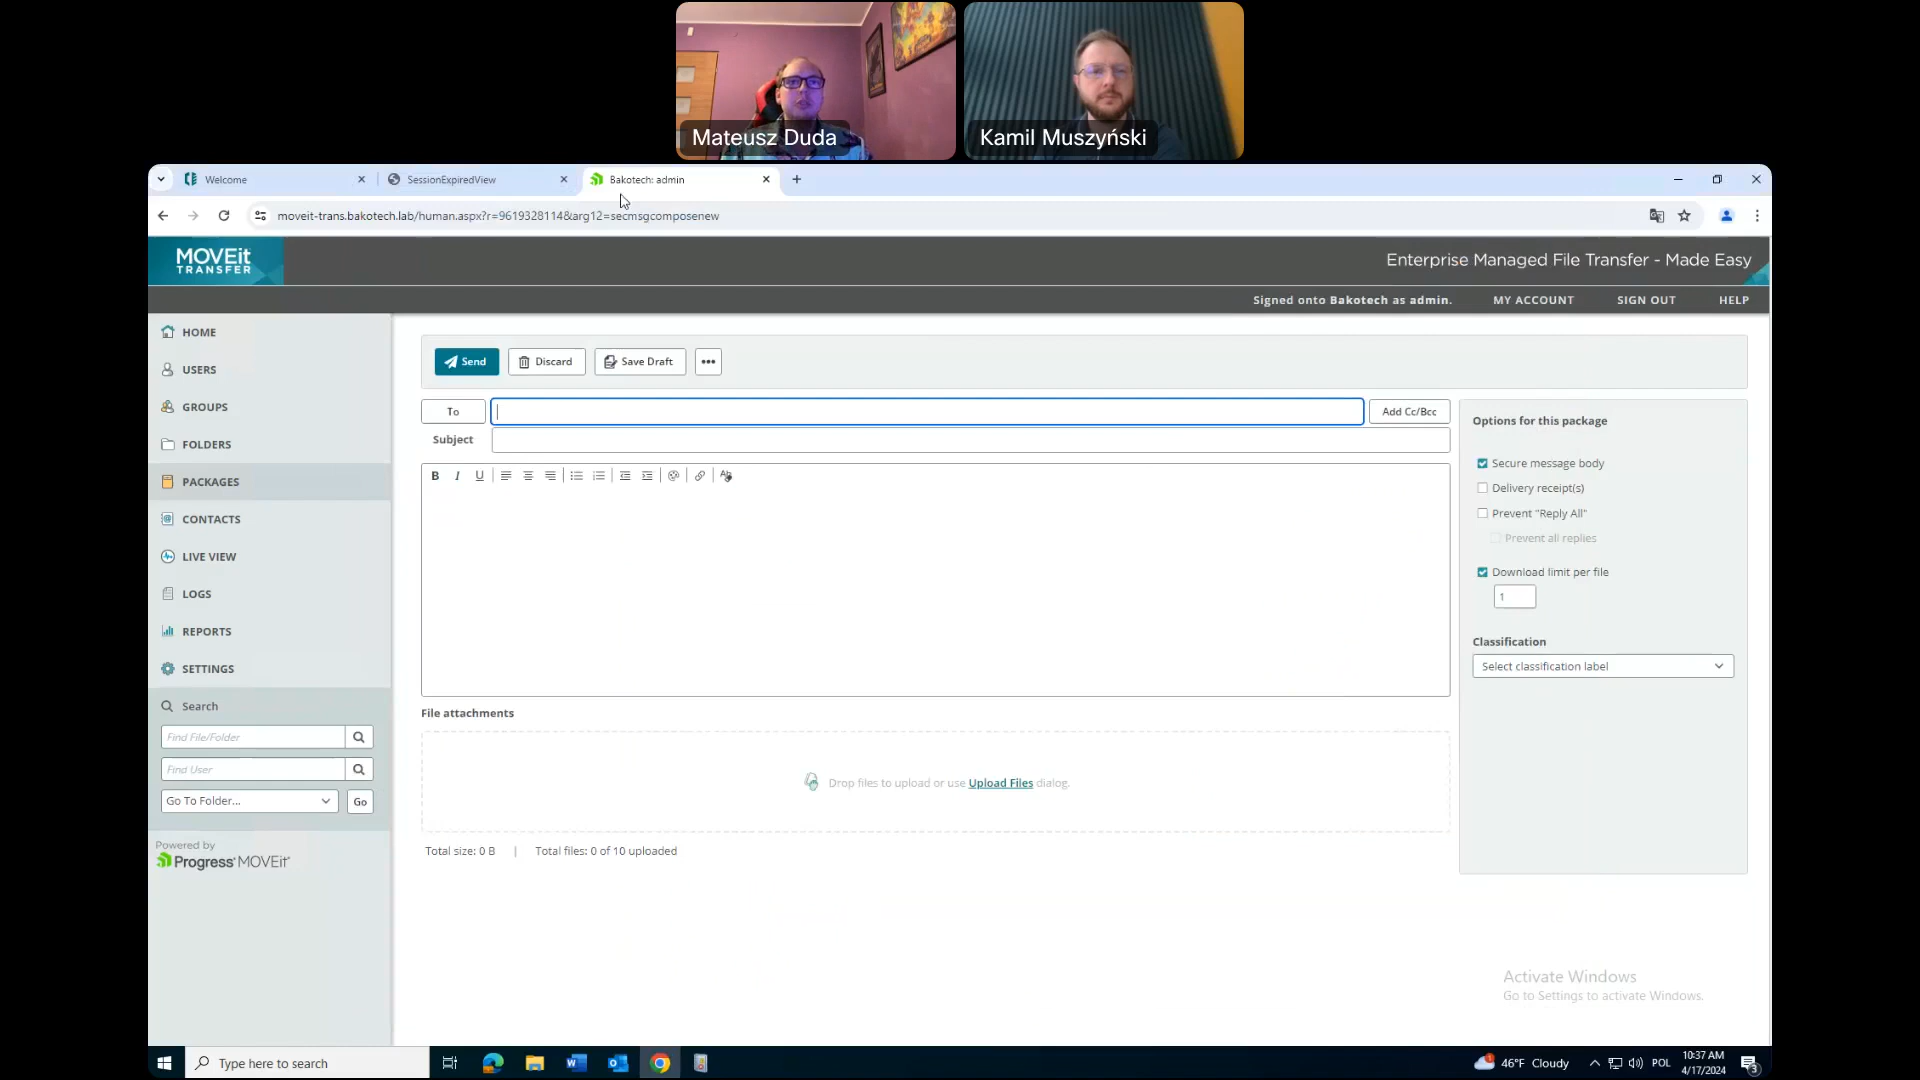 Mateusz Duda
Kamil Muszyński
Welcome
SessionExpiredView
Bakotech: admin
moveit-trans.bakotech.lab/human.aspx?r=9619328114&arg12=secmsgcomposenew
MOVEit
TRANSFER
Enterprise Managed File Transfer - Made Easy
Signed onto Bakotech as admin.
MY ACCOUNT
SIGN OUT
HELP
HOME
USERS
GROUPS
FOLDERS
PACKAGES
CONTACTS
LIVE VIEW
LOGS
REPORTS
SETTINGS
Search
Find File/Folder
Find User
Go To Folder...
Go
Powered by
Progress MOVEit
Send
Discard
Save Draft
To
Add Cc/Bcc
Subject
B I U
File attachments
Drop files to upload or use Upload Files dialog.
Total size: 0 B | Total files: 0 of 10 uploaded
Options for this package
Secure message body
Delivery receipt(s)
Prevent "Reply All"
Prevent all replies
Download limit per file
1
Classification
Select classification label
Activate Windows
Go to Settings to activate Windows.
Type here to search
46°F Cloudy
POL
10:37 AM
4/17/2024
3